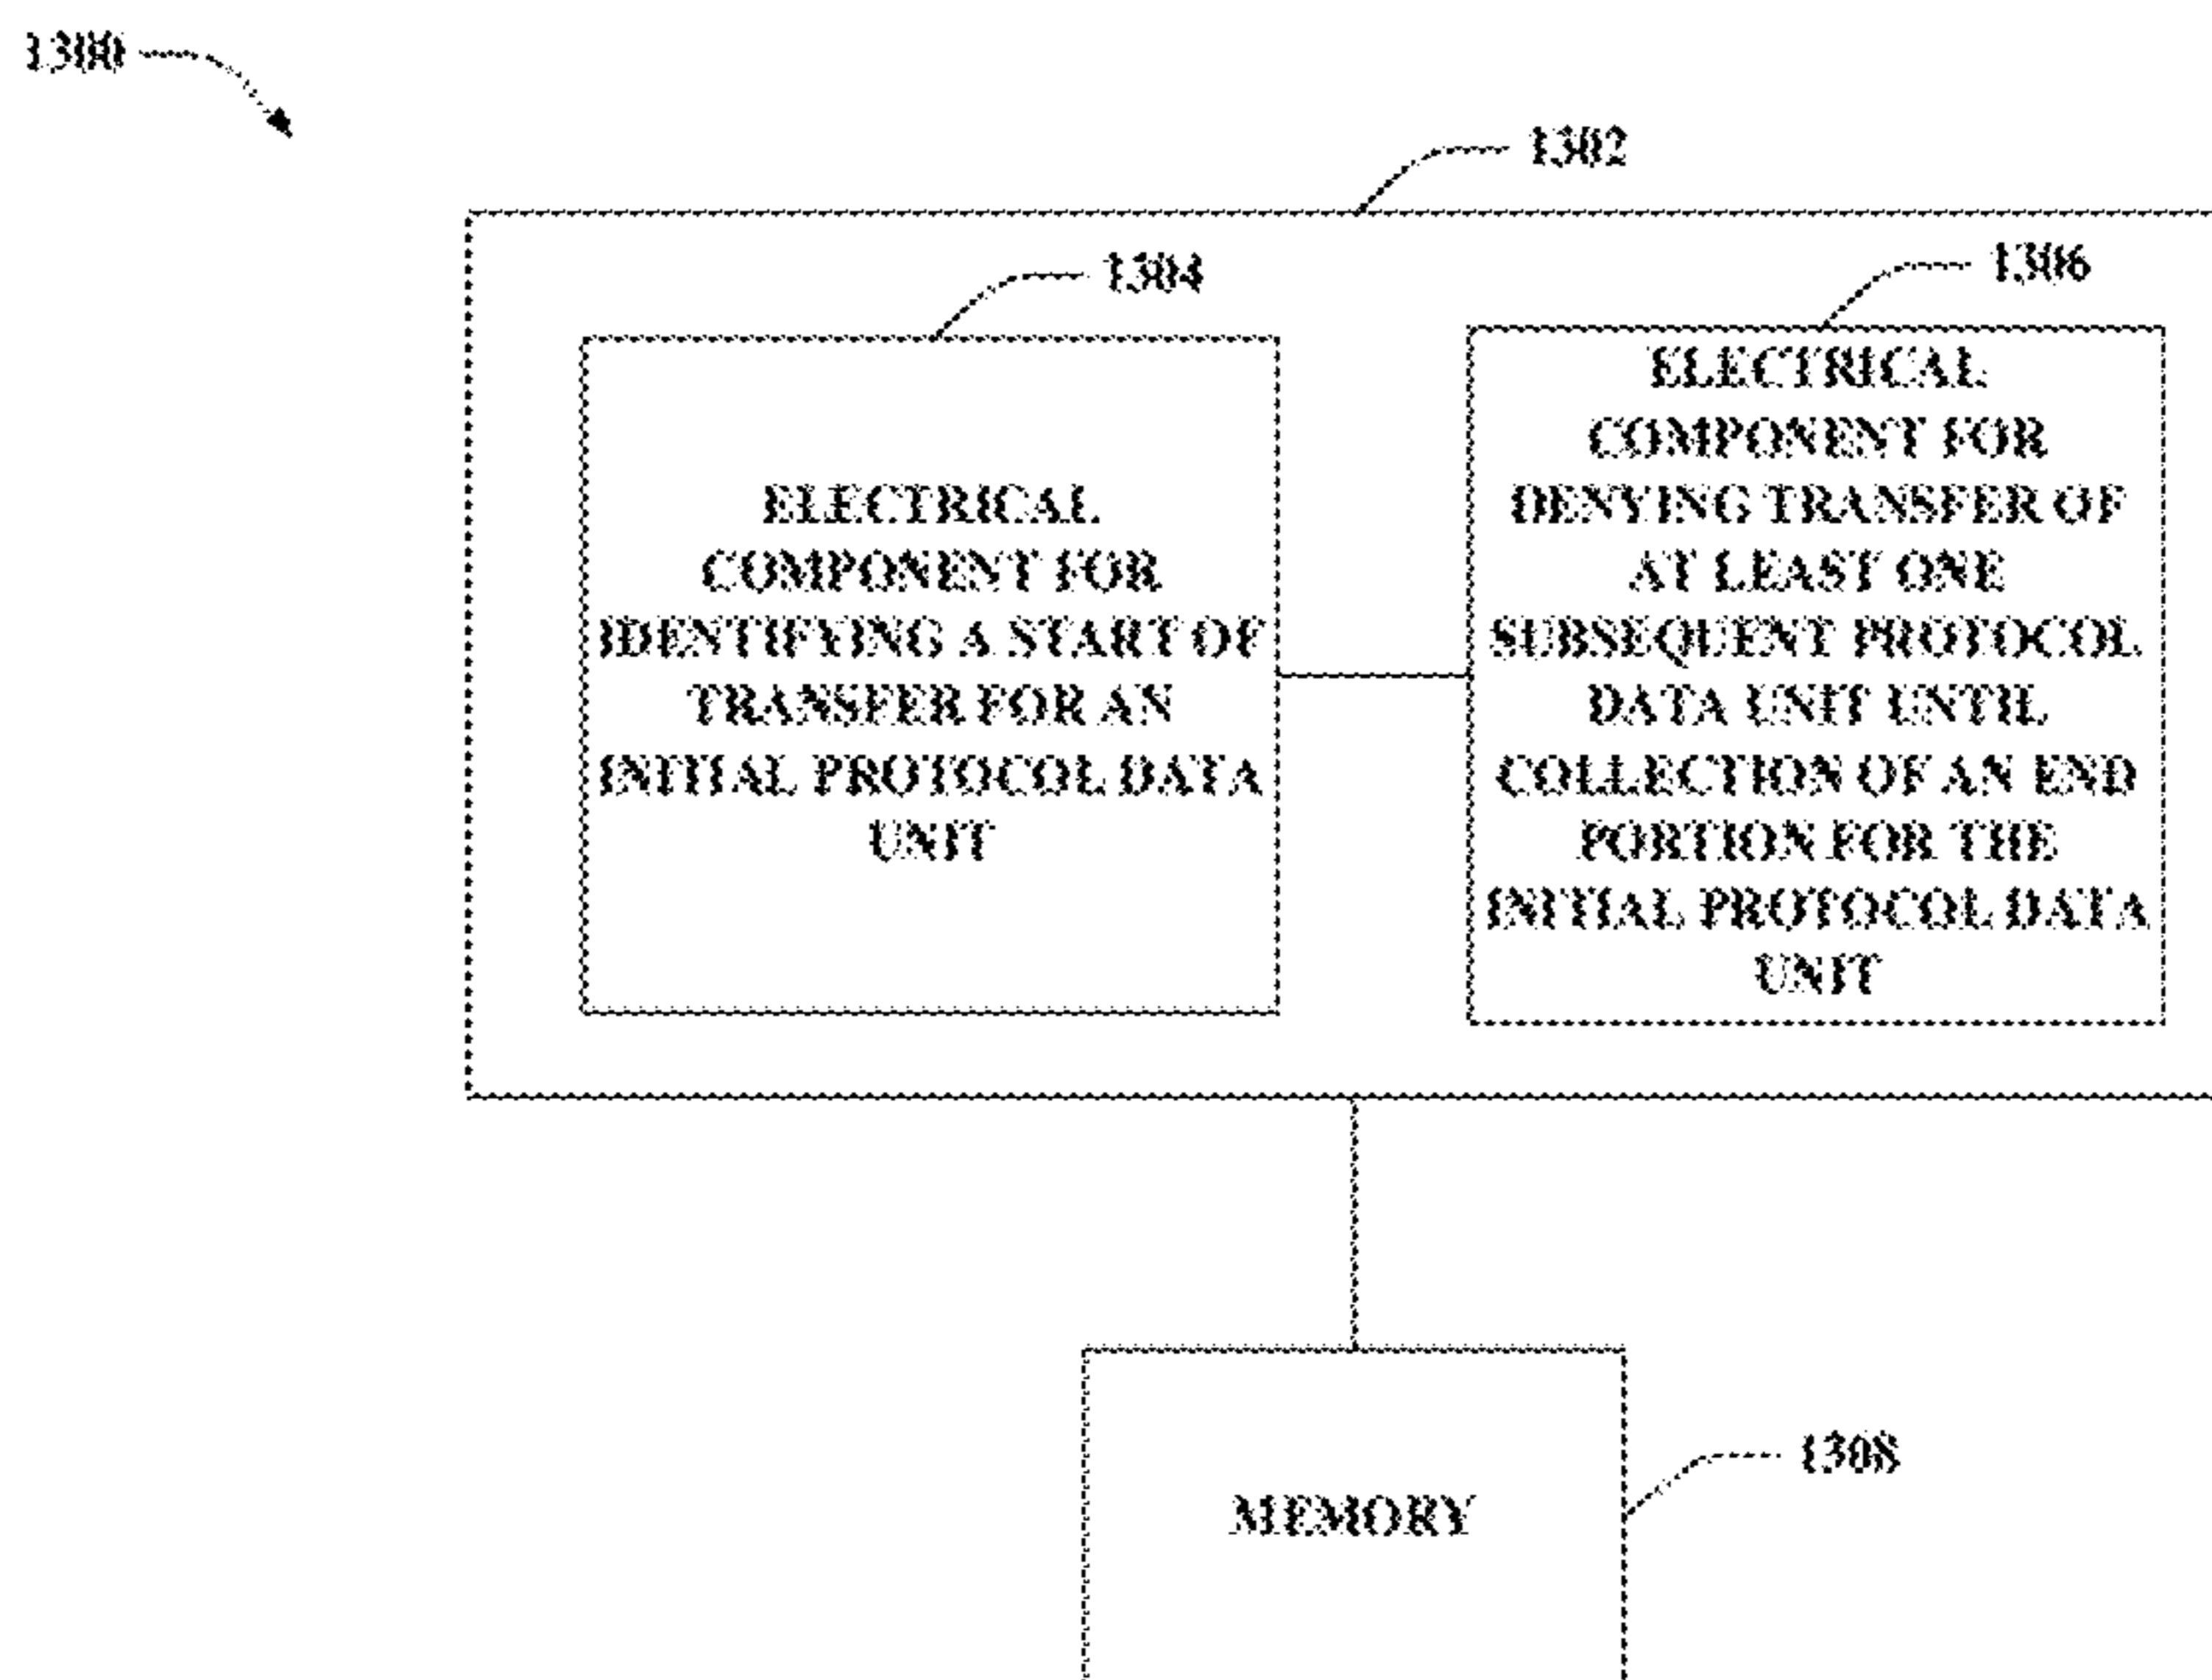 1300
1302
1304
1306
ELECTRICAL
COMPONENT FOR
IDENTIFYING A START OF
TRANSFER FOR AN
INITIAL PROTOCOL DATA
UNIT
ELECTRICAL
COMPONENT FOR
DENYING TRANSFER OF
AT LEAST ONE
SUBSEQUENT PROTOCOL
DATA UNIT UNTIL
COLLECTION OF AN END
PORTION FOR THE
INITIAL PROTOCOL DATA
UNIT
1308
MEMORY